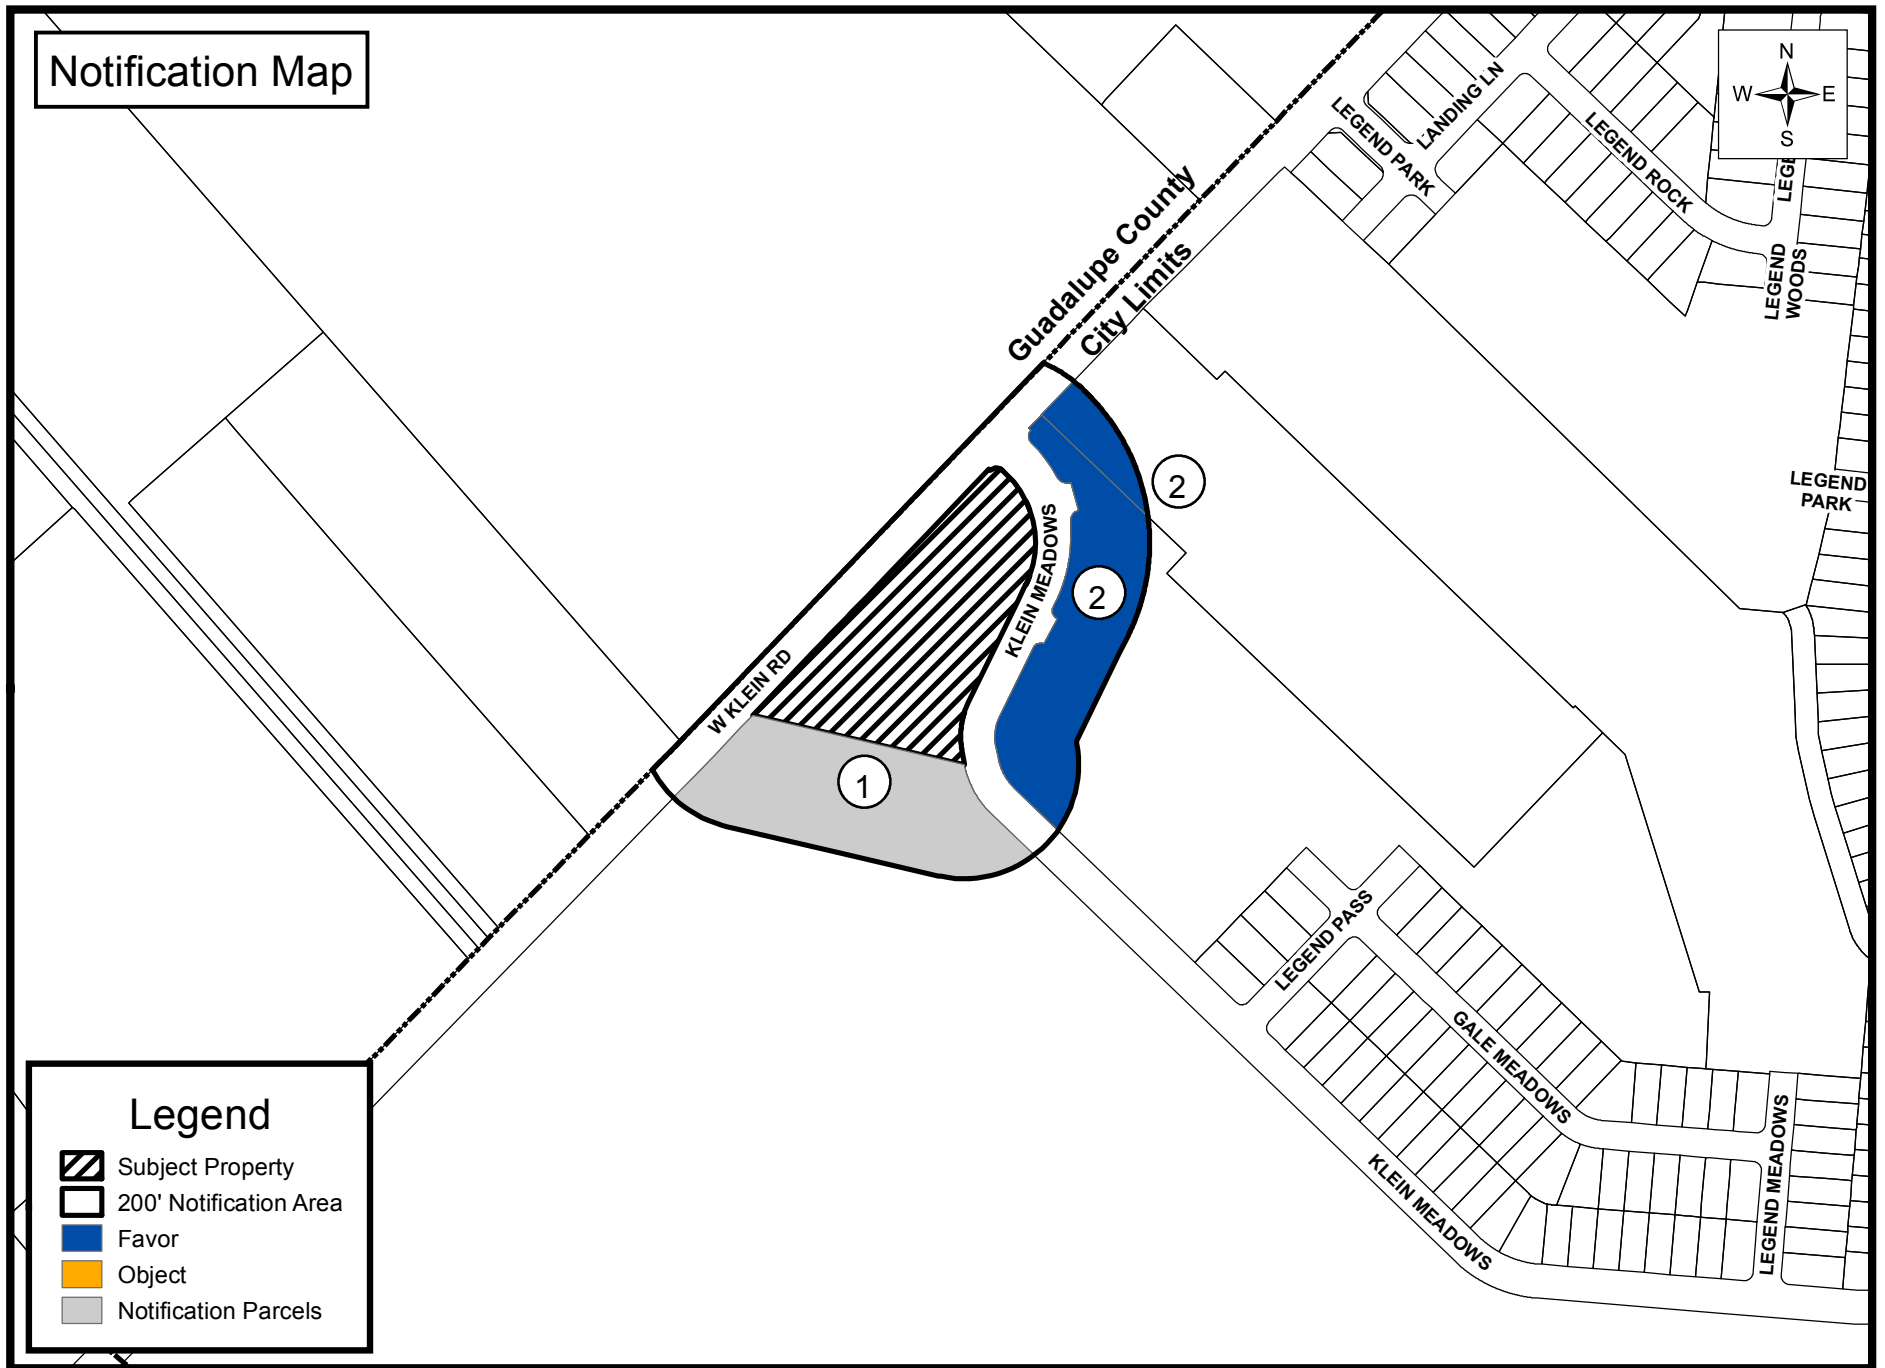 Notification Map
N
W E
S
LANDING LN
LEGEND PARK
LEGEND ROCK
LEGE
LEGEND
WOODS
Guadalupe County
City Limits
LEGEND
PARK
2
KLEIN MEADOWS
2
W KLEIN RD
1
LEGEND PASS
GALE MEADOWS
KLEIN MEADOWS
LEGEND MEADOWS
Legend
Subject Property
200' Notification Area
Favor
Object
Notification Parcels